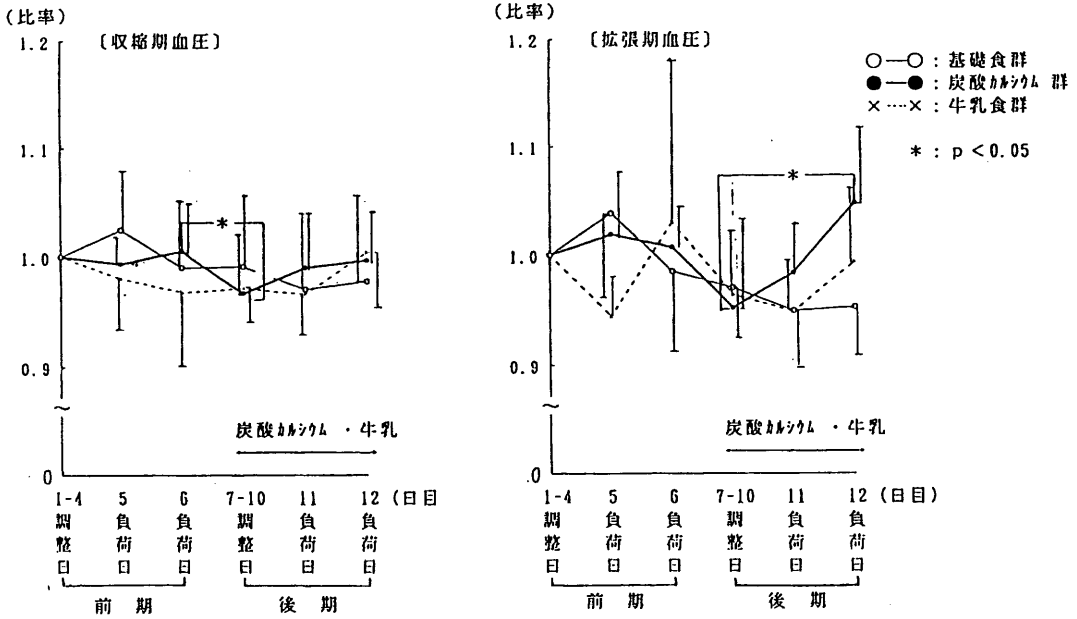 (比率)
〔収縮期血圧〕
1.2
1.1
1.0
0.9
0
*
炭酸カルシウム ・牛乳
1-4 5 6 7-10 11 12 (日目
調整日 負荷日 負荷日 調整日 負荷日 負荷日
前 期 後 期
(比率)
〔拡張期血圧〕
1.2
1.1
1.0
0.9
0
*
炭酸カルシウム ・牛乳
1-4 5 6 7-10 11 12 (日目)
調整日 負荷日 負荷日 調整日 負荷日 負荷日
前 期 後 期
○—○ : 基礎食群
●—● : 炭酸カルシウム 群
×····× : 牛乳食群
* : p < 0.05